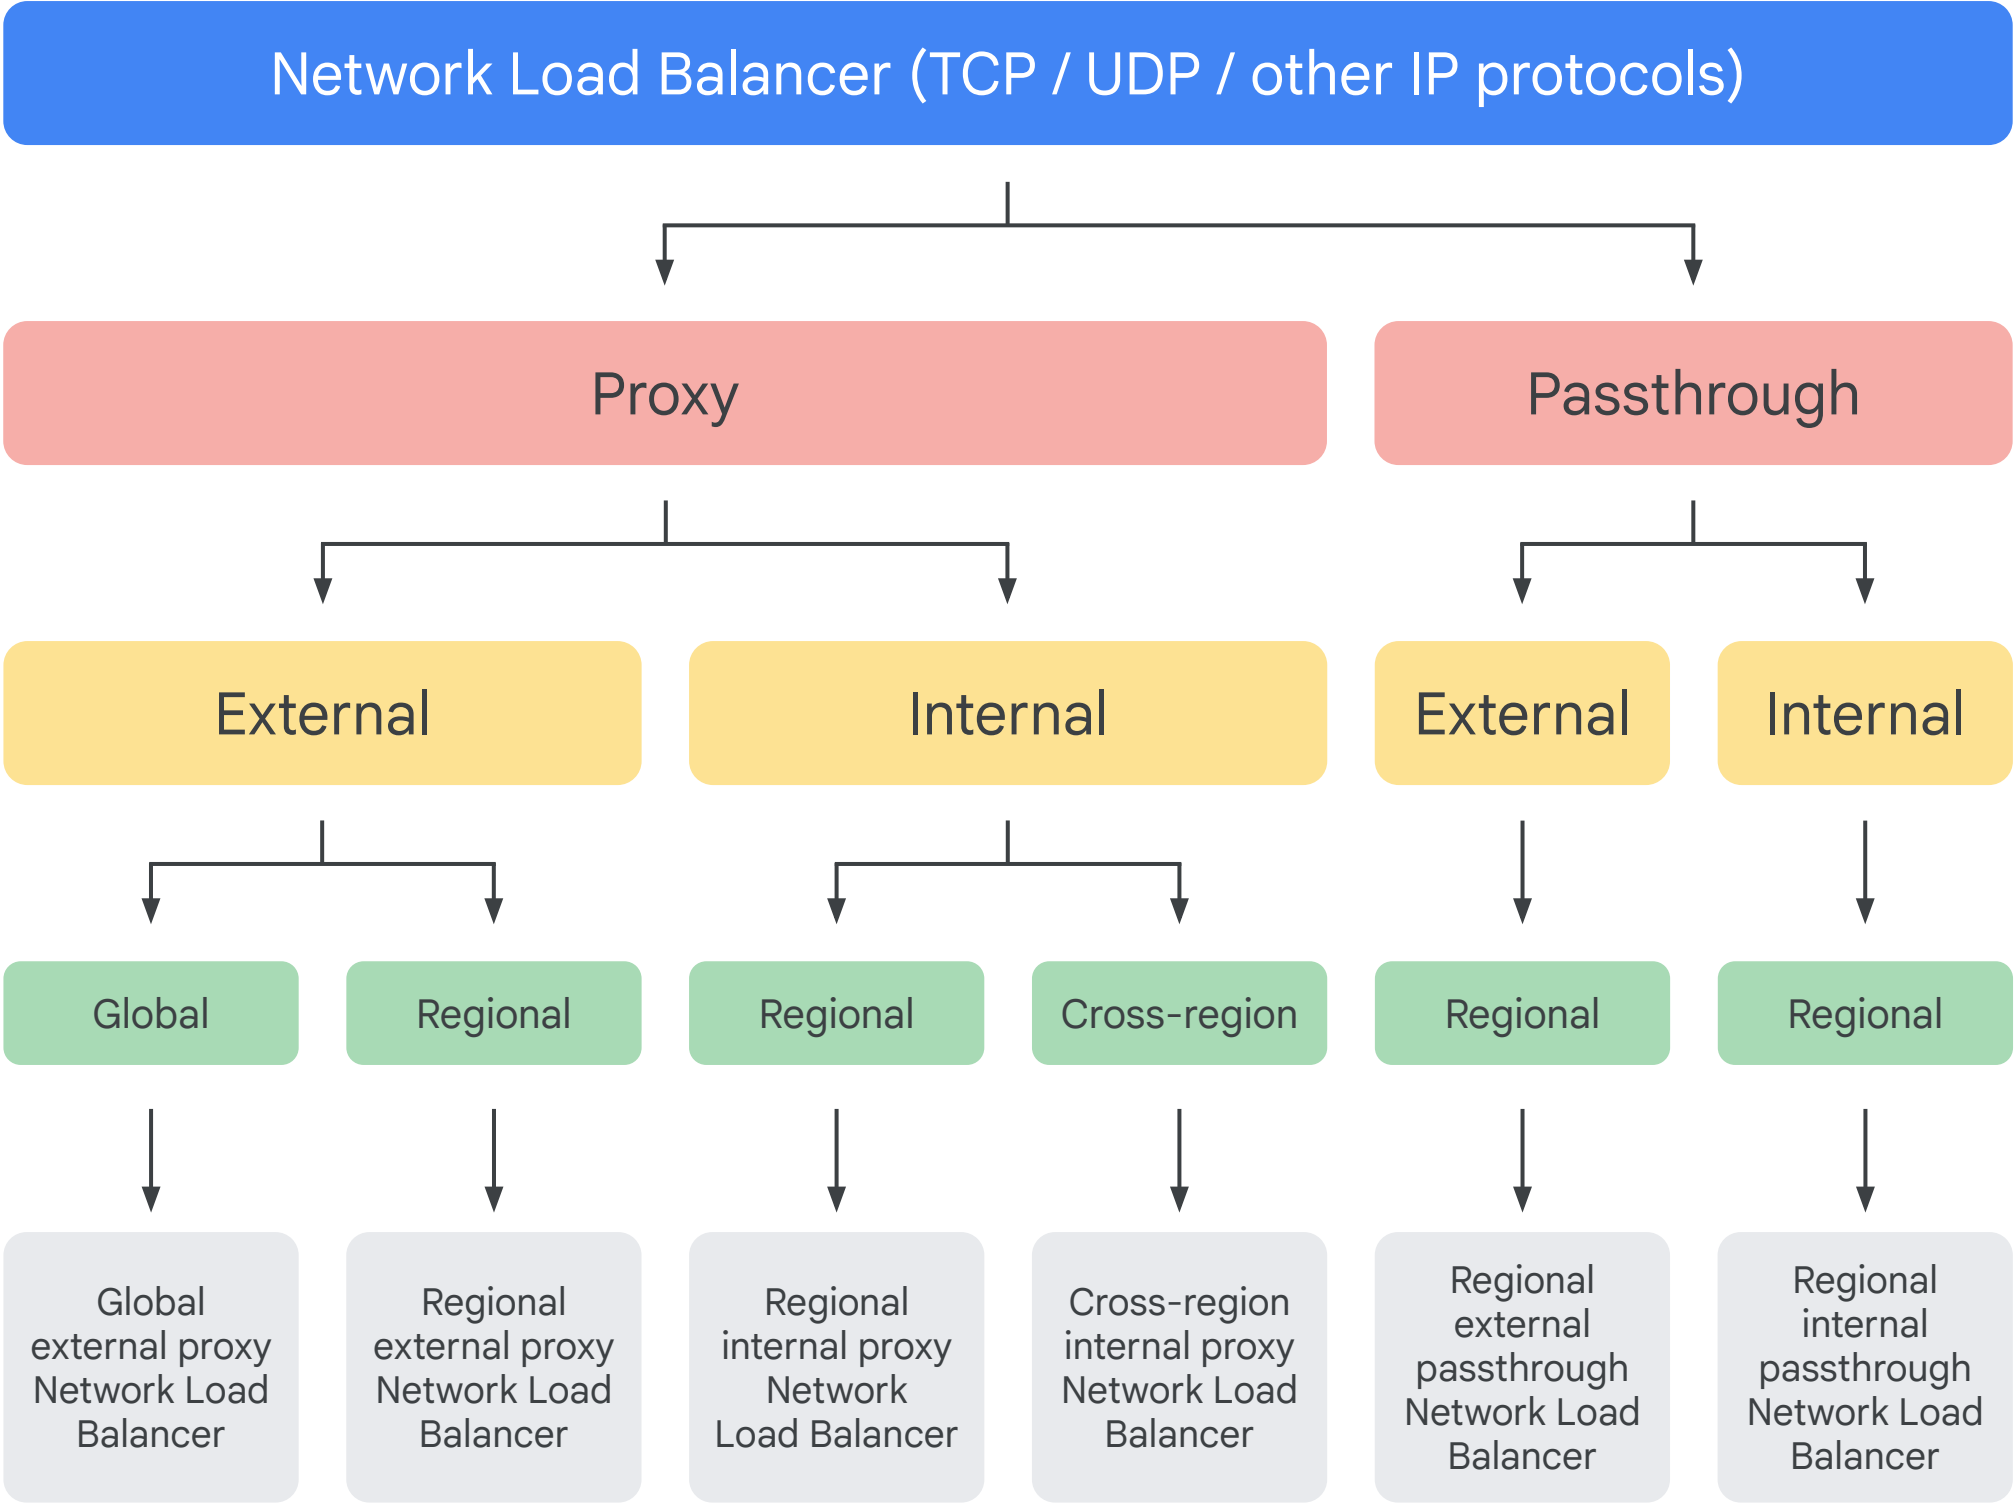 Network Load Balancer (TCP / UDP / other IP protocols)
Proxy
Passthrough
External
Internal
External
Internal
Global
Regional
Regional
Cross-region
Regional
Regional
Global
external proxy
Network Load
Balancer
Regional
external proxy
Network Load
Balancer
Regional
internal proxy
Network
Load Balancer
Cross-region
internal proxy
Network Load
Balancer
Regional
external
passthrough
Network Load
Balancer
Regional
internal
passthrough
Network Load
Balancer